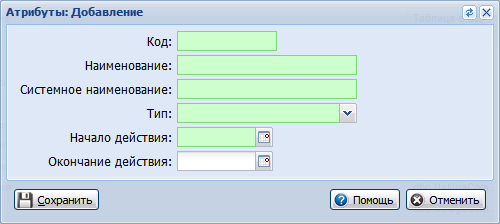 Атрибуты: Добавление
Код:
Наименование:
Системное наименование:
Тип:
Начало действия:
Окончание действия:
Сохранить
Помощь
Отменить